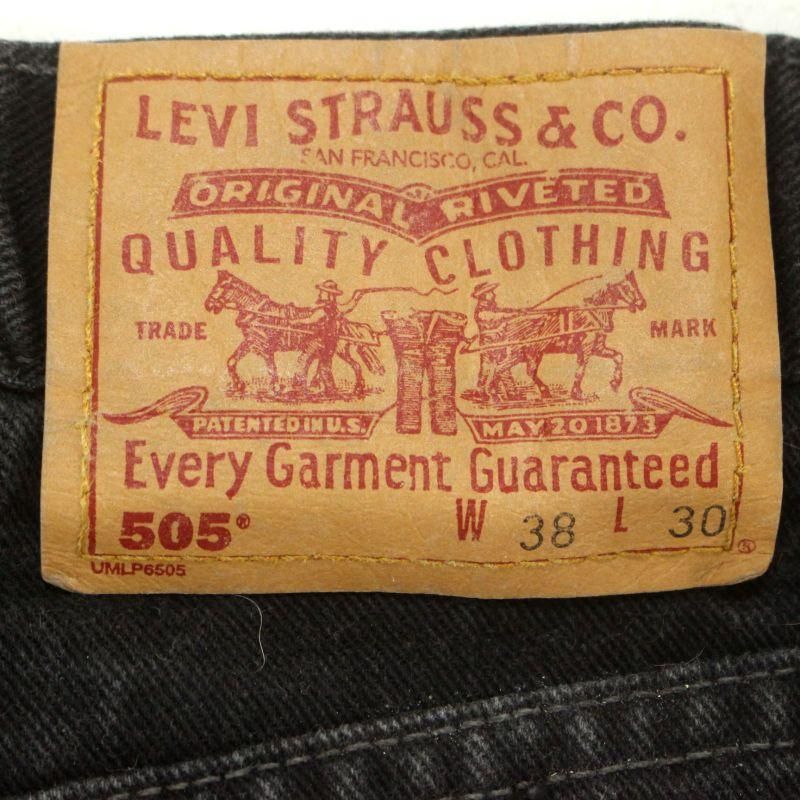 LEVI STRAUSS & CO.
SAN FRANCISCO, CAL.
ORIGINAL RIVETED
QUALITY CLOTHING
TRADE MARK
PATENTED IN U.S. MAY 20 1873
Every Garment Guaranteed
505® W 38 L 30
UMLP6505 ®